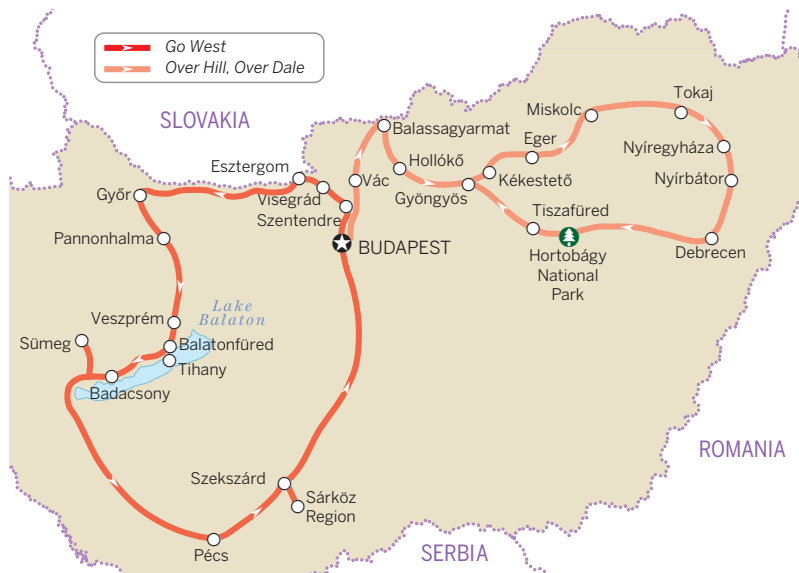 Go West
Over Hill, Over Dale
SLOVAKIA
Tokaj
Miskolc
Balassagyarmat
Eger
Nyíregyháza
Esztergom
Hollókő
Vác
Kékestető
Nyírbátor
Győr
Visegrád
Gyöngyös
Szentendre
Tiszafüred
Pannonhalma
BUDAPEST
Hortobágy
National
Park
Debrecen
Lake
Balaton
Veszprém
Sümeg
Balatonfüred
Tihany
Badacsony
ROMANIA
Szekszárd
Sárköz
Region
Pécs
SERBIA